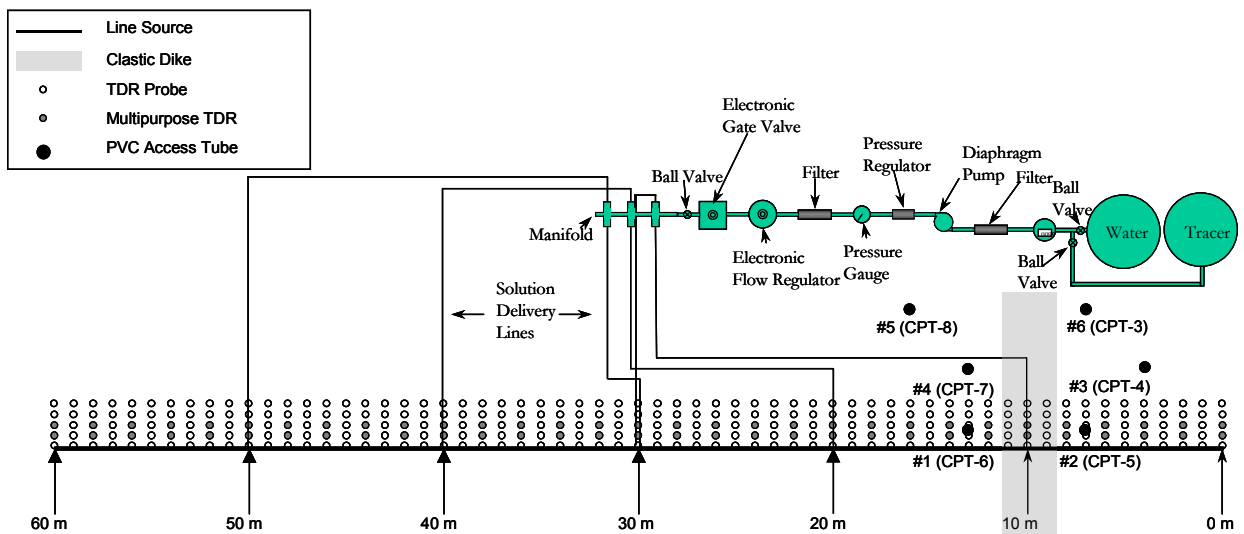 Line Source
Clastic Dike
TDR Probe
Multipurpose TDR
PVC Access Tube
Electronic
Gate Valve
Ball Valve
Filter
Pressure
Regulator
Diaphragm
Pump
Filter
Ball
Valve
Manifold
Electronic
Flow Regulator
Pressure
Gauge
Ball
Valve
Water
Tracer
Solution
Delivery
Lines
#5 (CPT-8)
#6 (CPT-3)
#4 (CPT-7)
#3 (CPT-4)
#1 (CPT-6)
#2 (CPT-5)
60 m
50 m
40 m
30 m
20 m
10 m
0 m